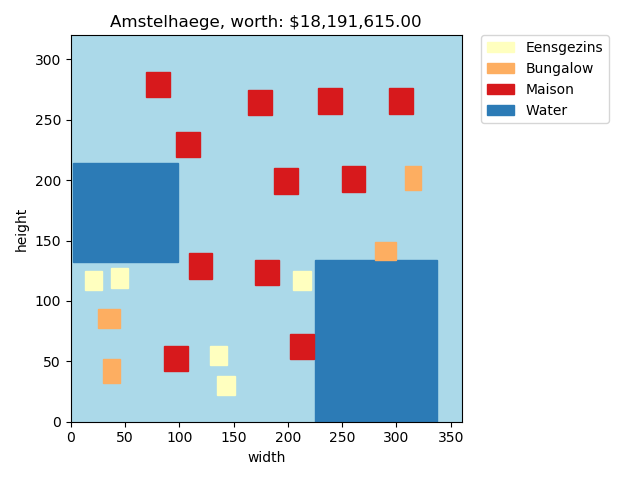 Amstelhaege, worth: $18,191,615.00
Eensgezins
Bungalow
Maison
Water
height
300
250
200
150
100
50
0
0 50 100 150 200 250 300 350
width